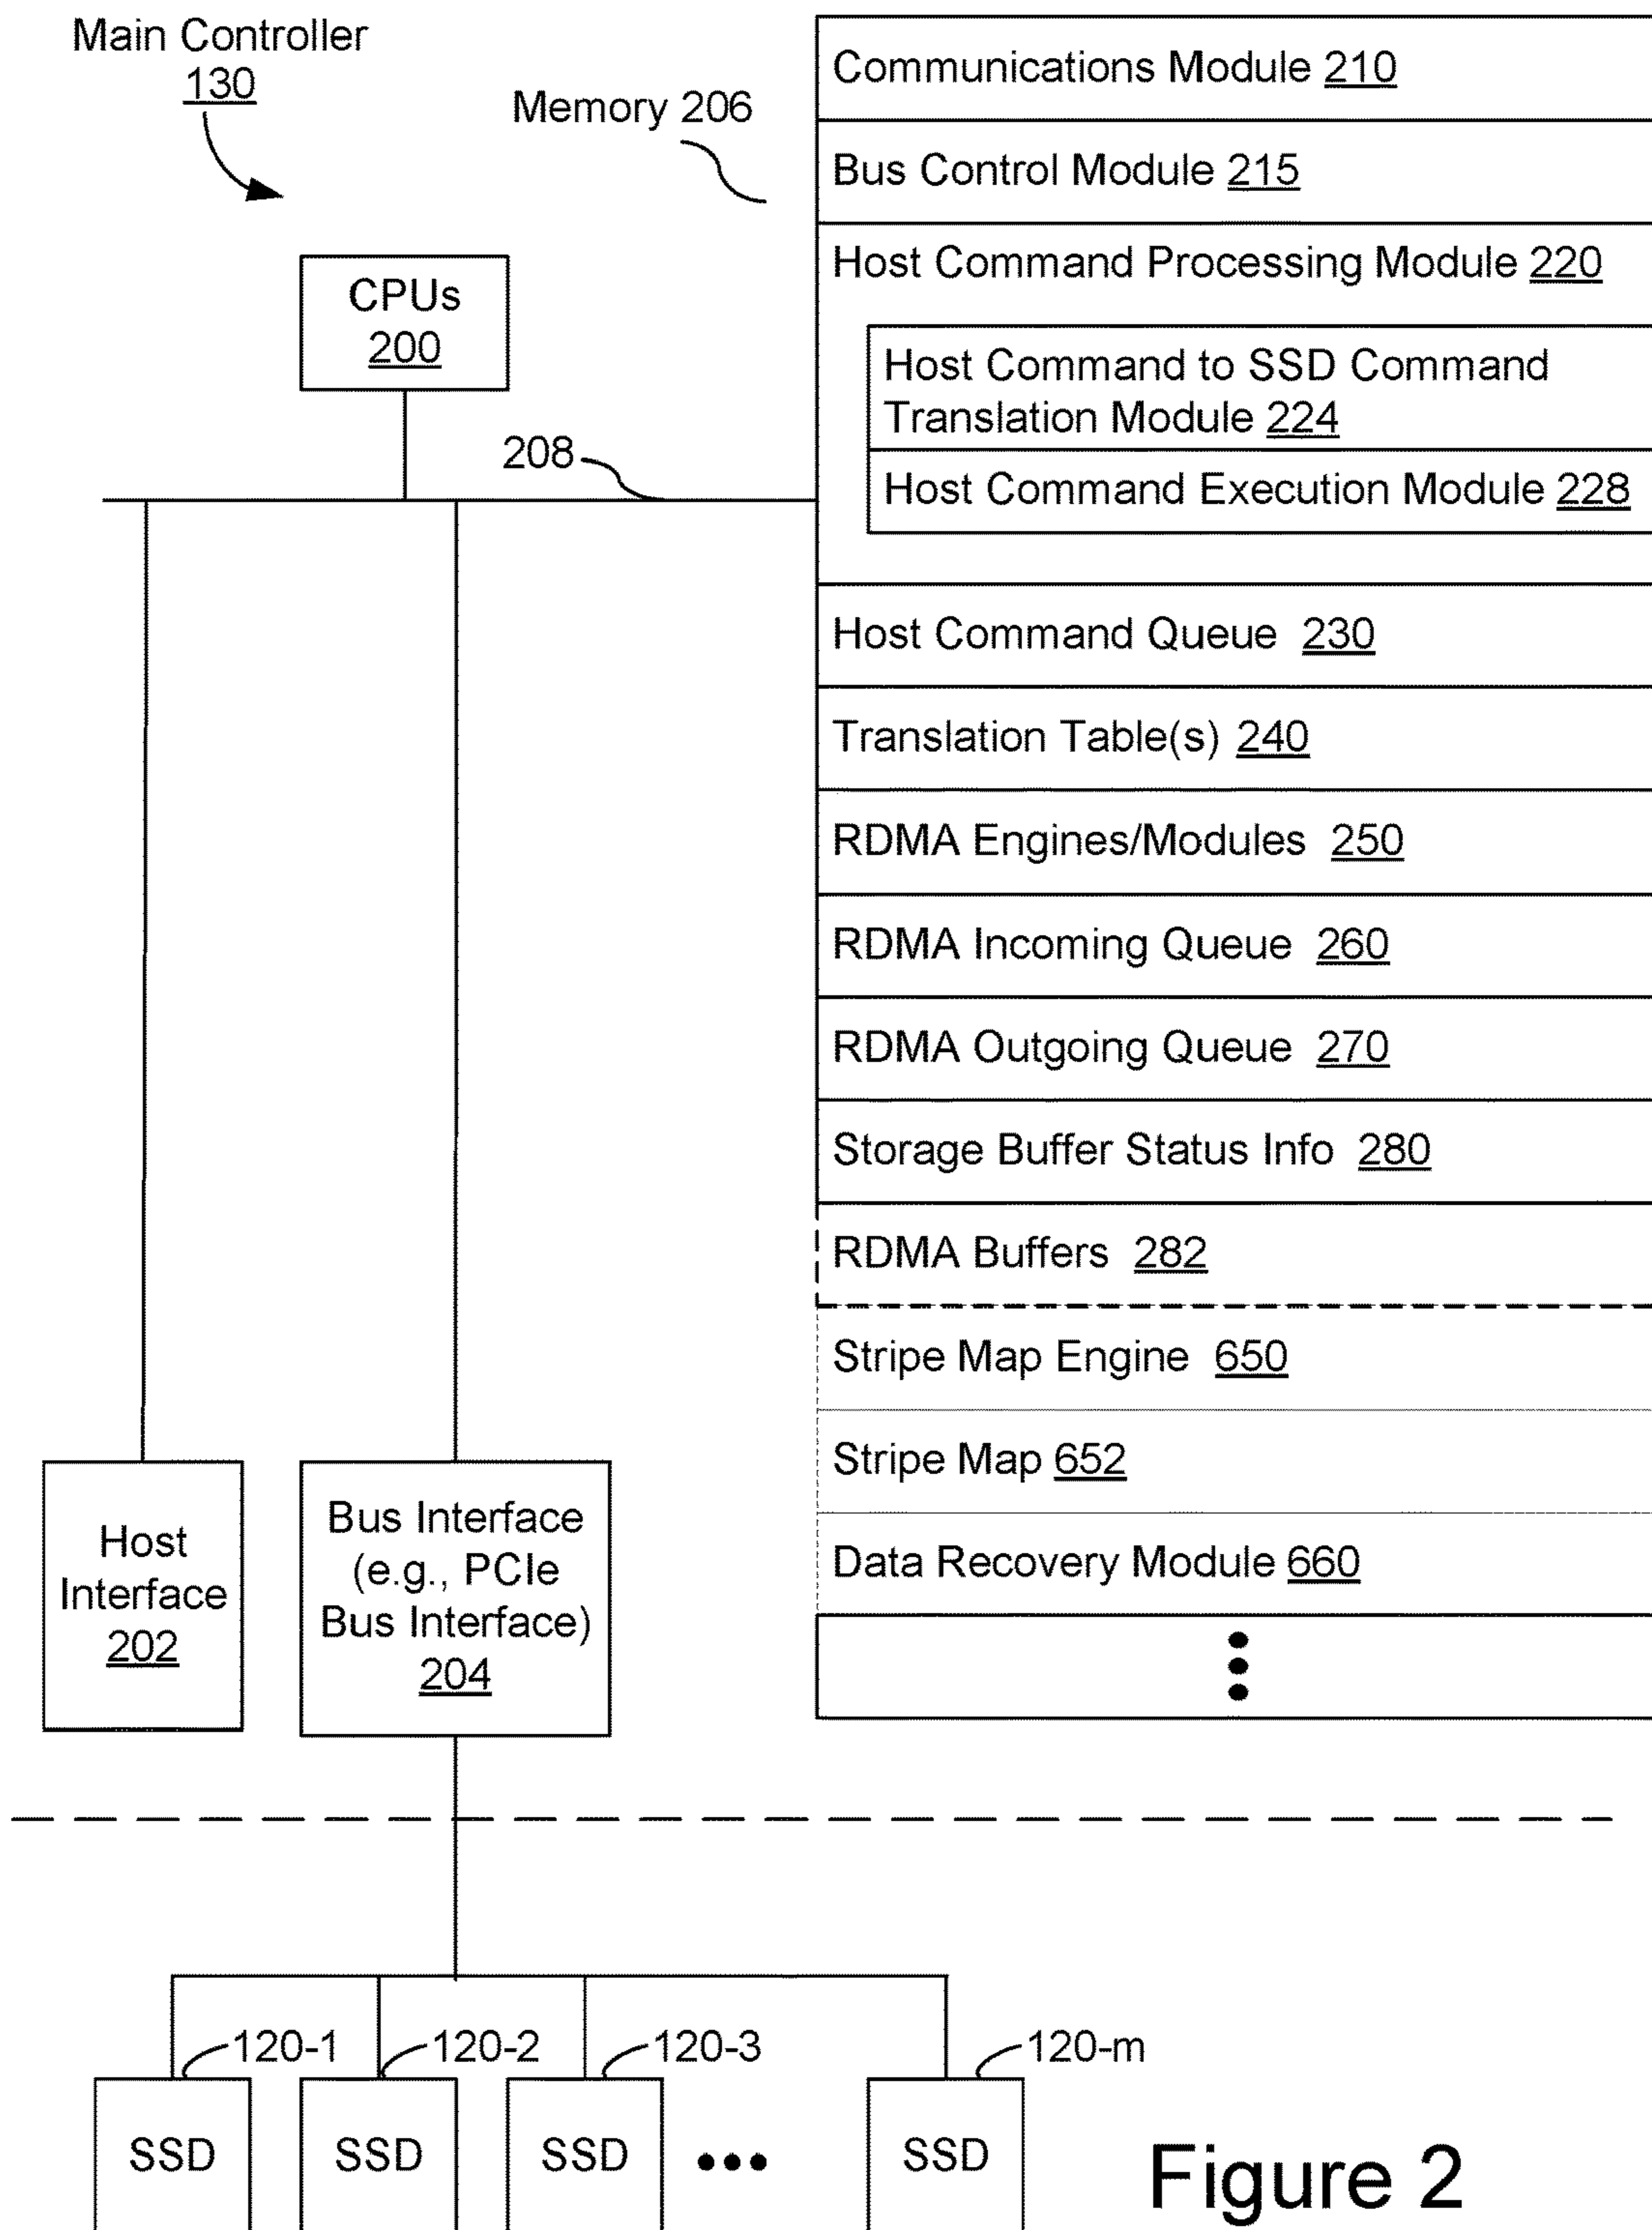 Main Controller
130
Memory 206
CPUs
200
208
Communications Module 210
Bus Control Module 215
Host Command Processing Module 220
Host Command to SSD Command
Translation Module 224
Host Command Execution Module 228
Host Command Queue 230
Translation Table(s) 240
RDMA Engines/Modules 250
RDMA Incoming Queue 260
RDMA Outgoing Queue 270
Storage Buffer Status Info 280
RDMA Buffers 282
Stripe Map Engine 650
Stripe Map 652
Data Recovery Module 660
Host
Interface
202
Bus Interface
(e.g., PCIe
Bus Interface)
204
120-1
120-2
120-3
120-m
SSD
SSD
SSD
SSD
Figure 2